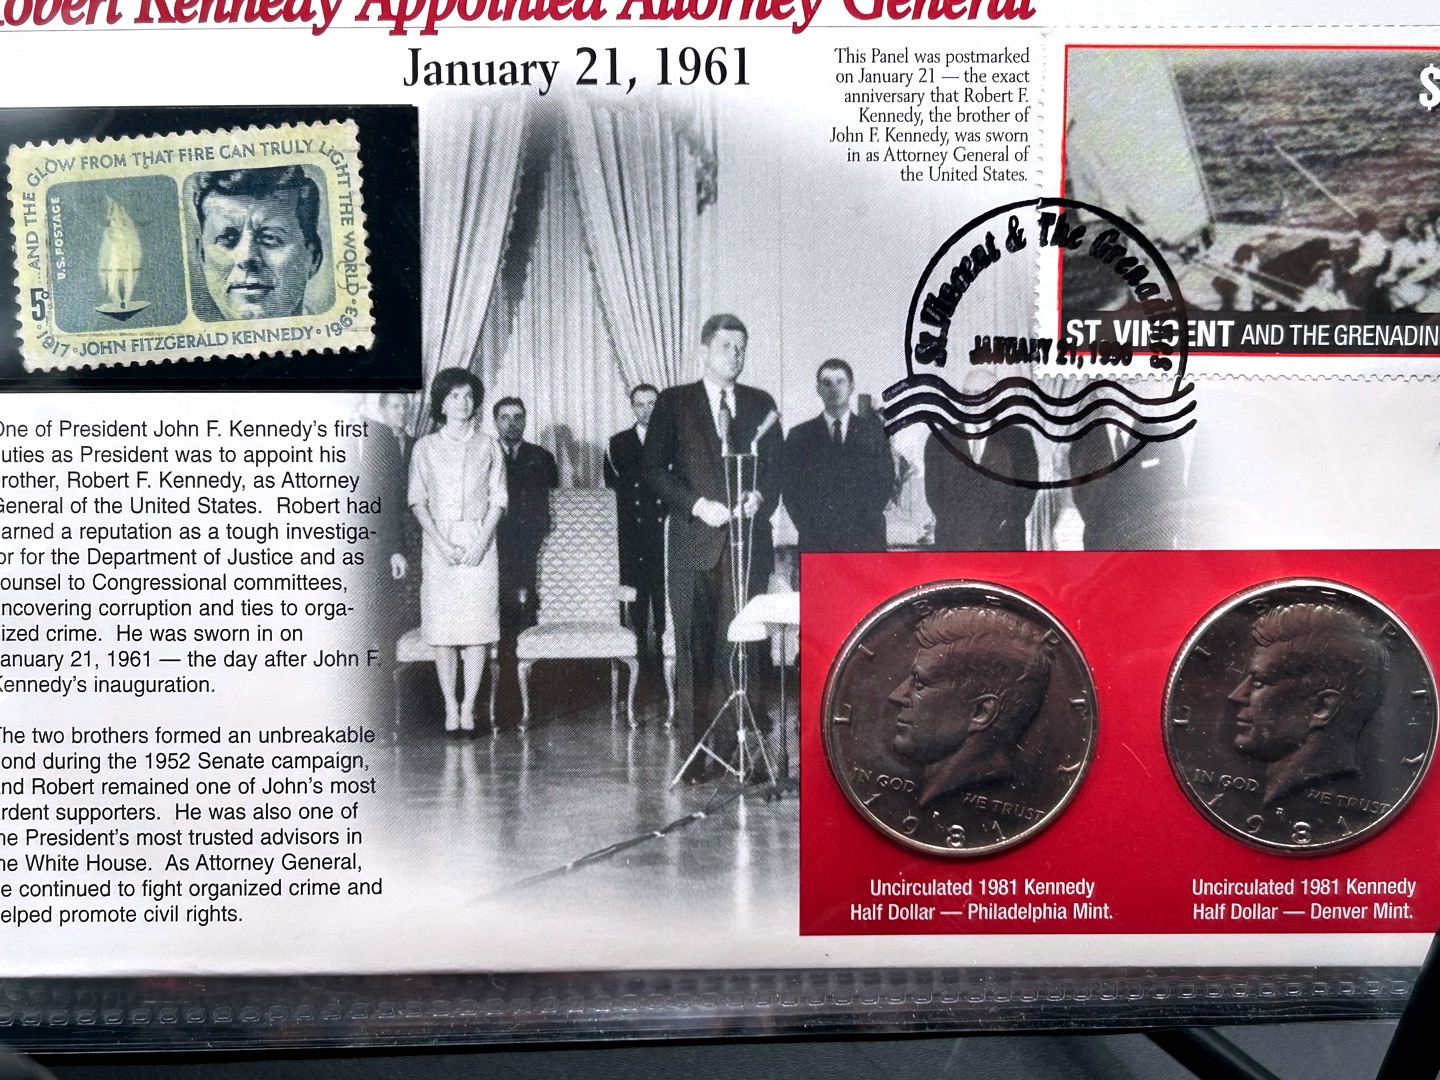 obert Kennedy Appointed Attorney General
January 21, 1961
This Panel was postmarked
on January 21 — the exact
anniversary that Robert F.
Kennedy, the brother of
John F. Kennedy, was sworn
in as Attorney General of
the United States.
$
ST. VINCENT AND THE GRENADIN
St. Vincent & The Grenadines
JANUARY 21,
...AND THE GLOW FROM THAT FIRE CAN TRULY LIGHT THE WORLD.
U.S. POSTAGE
5¢
1917 • JOHN FITZGERALD KENNEDY • 1963
One of President John F. Kennedy's first
uties as President was to appoint his
rother, Robert F. Kennedy, as Attorney
General of the United States. Robert had
arned a reputation as a tough investiga-
or for the Department of Justice and as
ounsel to Congressional committees,
ncovering corruption and ties to orga-
ized crime. He was sworn in on
anuary 21, 1961 — the day after John F.
Kennedy's inauguration.
The two brothers formed an unbreakable
ond during the 1952 Senate campaign,
nd Robert remained one of John's most
rdent supporters. He was also one of
he President's most trusted advisors in
he White House. As Attorney General,
e continued to fight organized crime and
elped promote civil rights.
LIBERTY
IN GOD WE TRUST
1981
Uncirculated 1981 Kennedy
Half Dollar — Philadelphia Mint.
LIBERTY
IN GOD WE TRUST
1981
Uncirculated 1981 Kennedy
Half Dollar — Denver Mint.